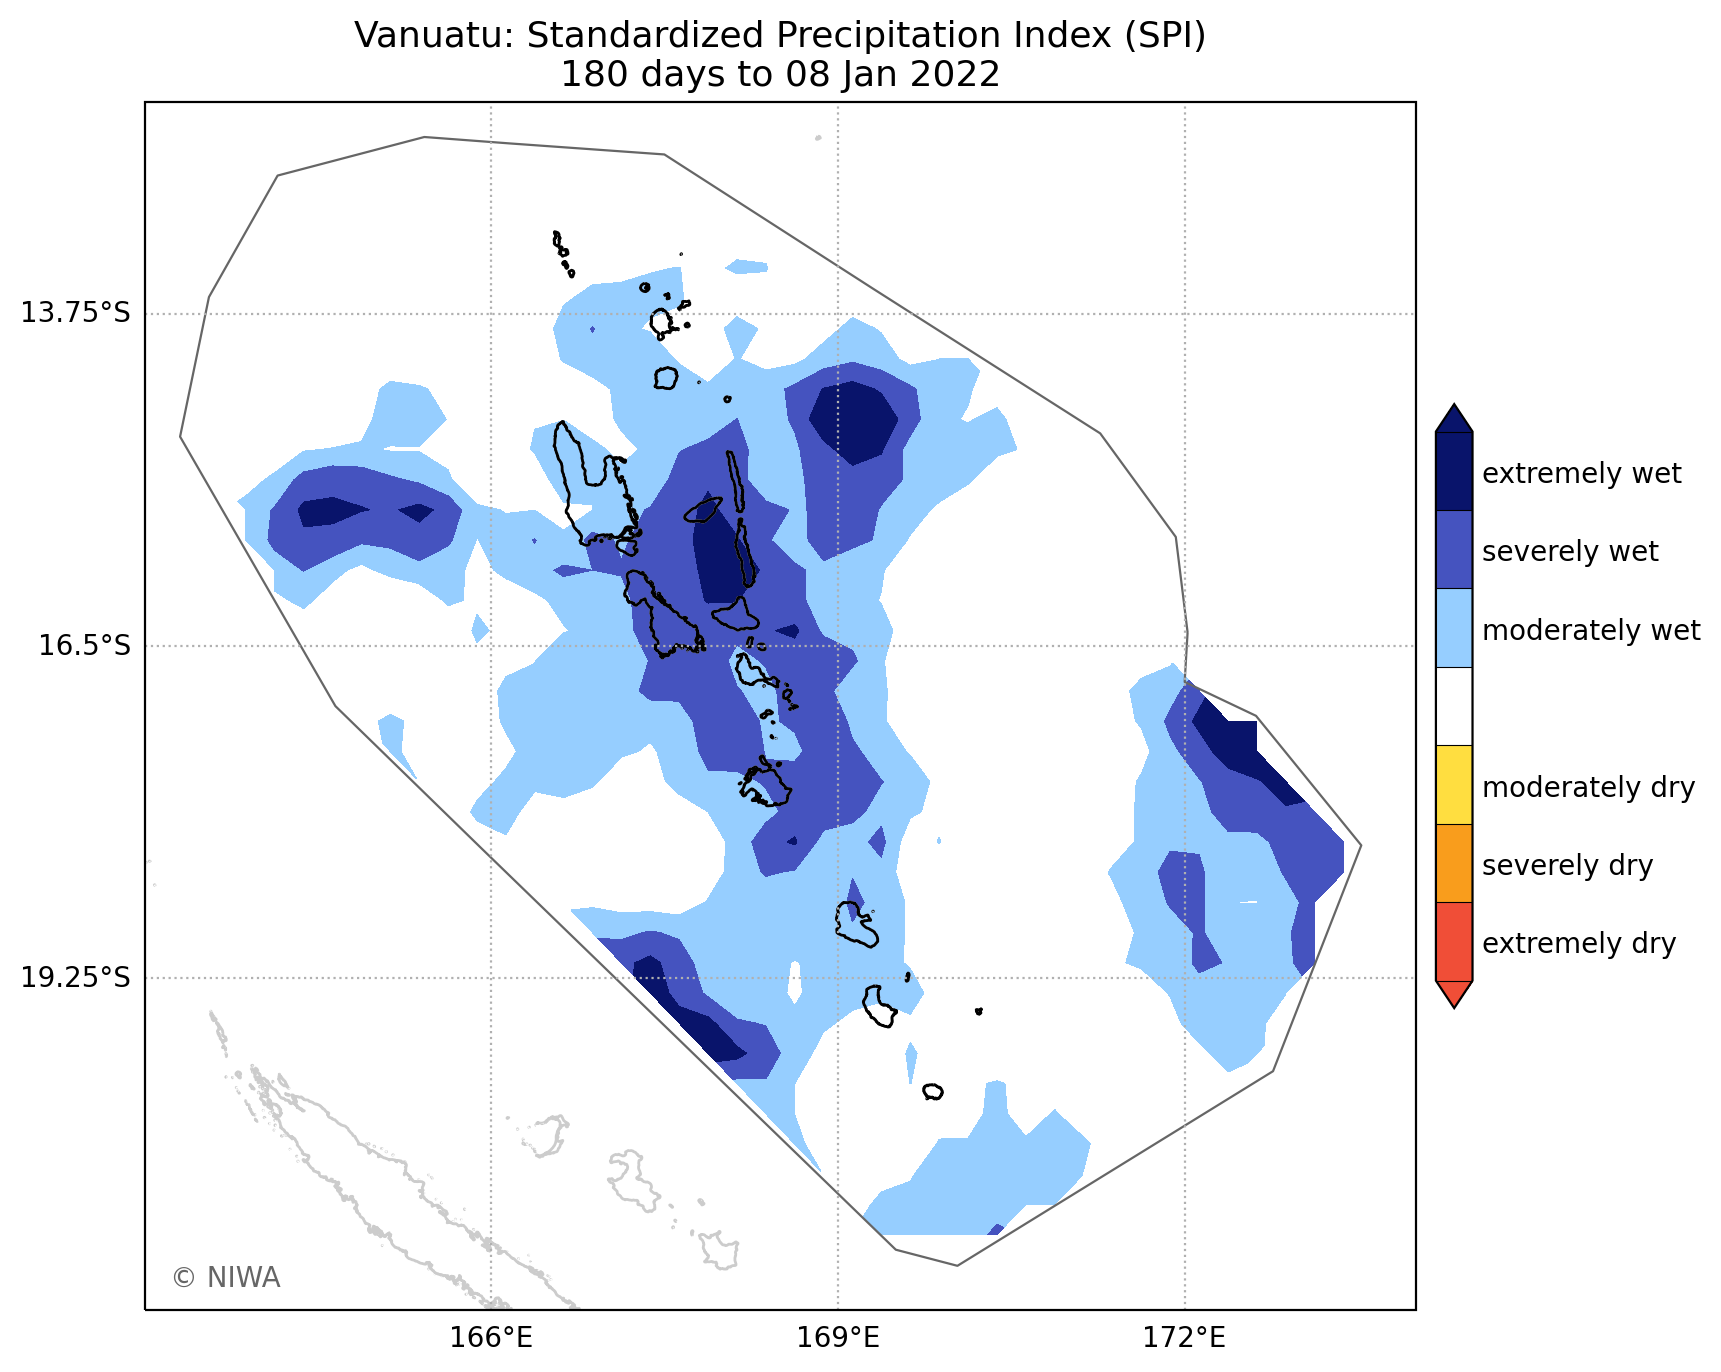 Vanuatu: Standardized Precipitation Index (SPI)
180 days to 08 Jan 2022
13.75°S
16.5°S
19.25°S
166°E
169°E
172°E
extremely wet
severely wet
moderately wet
moderately dry
severely dry
extremely dry
© NIWA